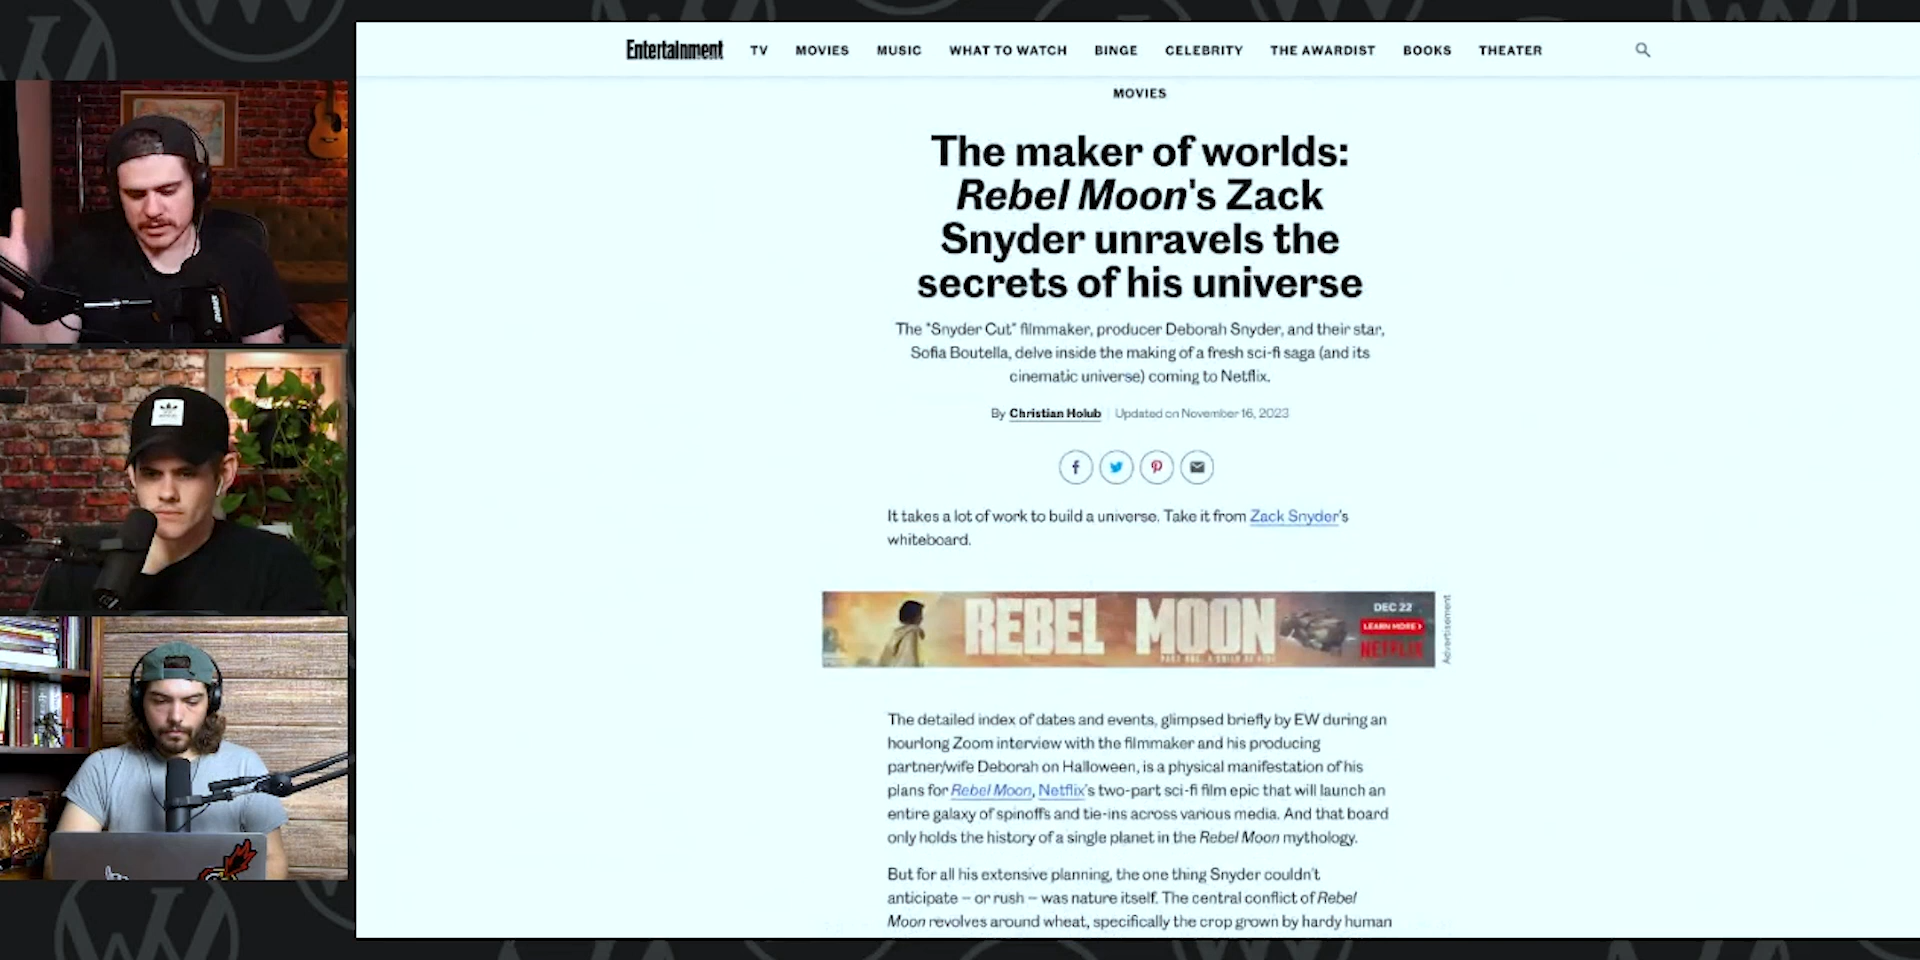 Entertainment TV MOVIES MUSIC WHAT TO WATCH BINGE CELEBRITY THE AWARDIST BOOKS THEATER
MOVIES
The maker of worlds:
Rebel Moon's Zack
Snyder unravels the
secrets of his universe
The "Snyder Cut" filmmaker, producer Deborah Snyder, and their star,
Sofia Boutella, delve inside the making of a fresh sci-fi saga (and its
cinematic universe) coming to Netflix.
By Christian Holub | Updated on November 16, 2023
It takes a lot of work to build a universe. Take it from Zack Snyder's
whiteboard.
REBEL MOON
DEC 22
LEARN MORE >
NETFLIX
Advertisement
The detailed index of dates and events, glimpsed briefly by EW during an
hourlong Zoom interview with the filmmaker and his producing
partner/wife Deborah on Halloween, is a physical manifestation of his
plans for Rebel Moon, Netflix's two-part sci-fi film epic that will launch an
entire galaxy of spinoffs and tie-ins across various media. And that board
only holds the history of a single planet in the Rebel Moon mythology.
But for all his extensive planning, the one thing Snyder couldn't
anticipate – or rush – was nature itself. The central conflict of Rebel
Moon revolves around wheat, specifically the crop grown by hardy human